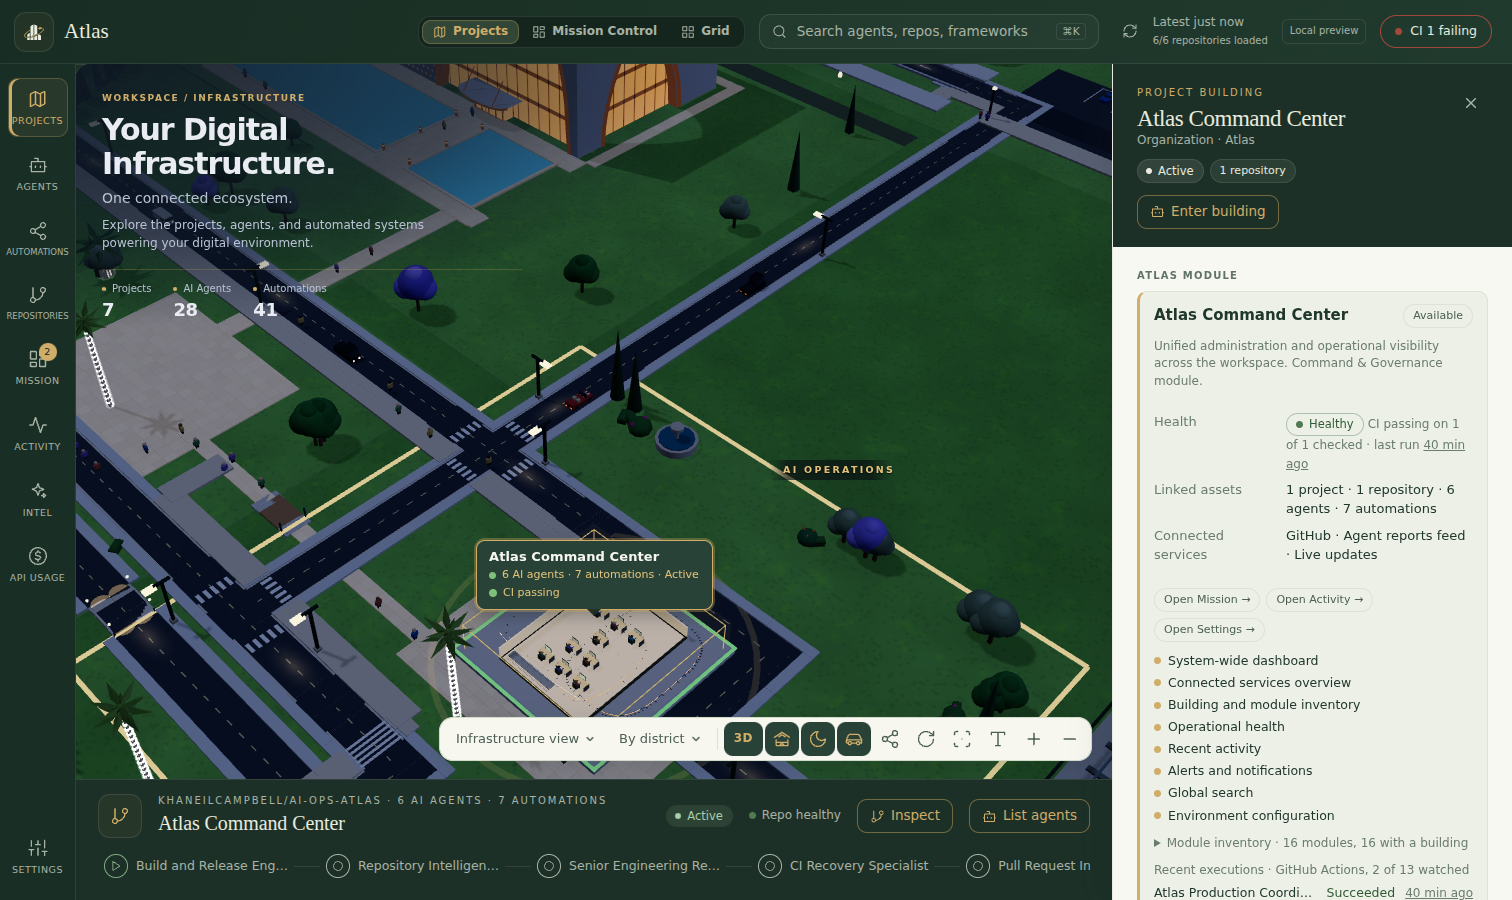 Atlas
Projects
Mission Control
Grid
Search agents, repos, frameworks
⌘K
Latest just now
6/6 repositories loaded
Local preview
CI 1 failing
PROJECTS
AGENTS
AUTOMATIONS
REPOSITORIES
2
MISSION
ACTIVITY
INTEL
API USAGE
SETTINGS
WORKSPACE / INFRASTRUCTURE
Your Digital
Infrastructure.
One connected ecosystem.
Explore the projects, agents, and automated systems
powering your digital environment.
Projects
AI Agents
Automations
7
28
41
AI OPERATIONS
Atlas Command Center
6 AI agents · 7 automations · Active
CI passing
Infrastructure view
By district
3D
KHANEILCAMPBELL/AI-OPS-ATLAS · 6 AI AGENTS · 7 AUTOMATIONS
Atlas Command Center
Active
Repo healthy
Inspect
List agents
Build and Release Eng…
Repository Intelligen…
Senior Engineering Re…
CI Recovery Specialist
Pull Request In
PROJECT BUILDING
Atlas Command Center
Organization · Atlas
Active
1 repository
Enter building
ATLAS MODULE
Atlas Command Center
Available
Unified administration and operational visibility
across the workspace. Command & Governance
module.
Health
Healthy CI passing on 1
of 1 checked · last run 40 min
ago
Linked assets
1 project · 1 repository · 6
agents · 7 automations
Connected
services
GitHub · Agent reports feed
· Live updates
Open Mission →
Open Activity →
Open Settings →
System-wide dashboard
Connected services overview
Building and module inventory
Operational health
Recent activity
Alerts and notifications
Global search
Environment configuration
Module inventory · 16 modules, 16 with a building
Recent executions · GitHub Actions, 2 of 13 watched
Atlas Production Coordi… Succeeded 40 min ago